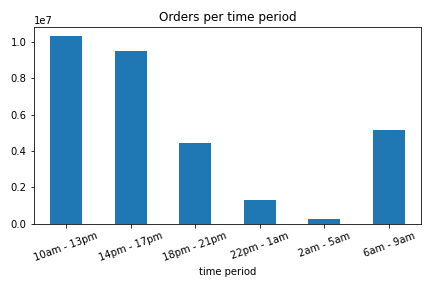 Orders per time period
1e7
1.0
0.8
0.6
0.4
0.2
0.0
10am - 13pm
14pm - 17pm
18pm - 21pm
22pm - 1am
2am - 5am
6am - 9am
time period